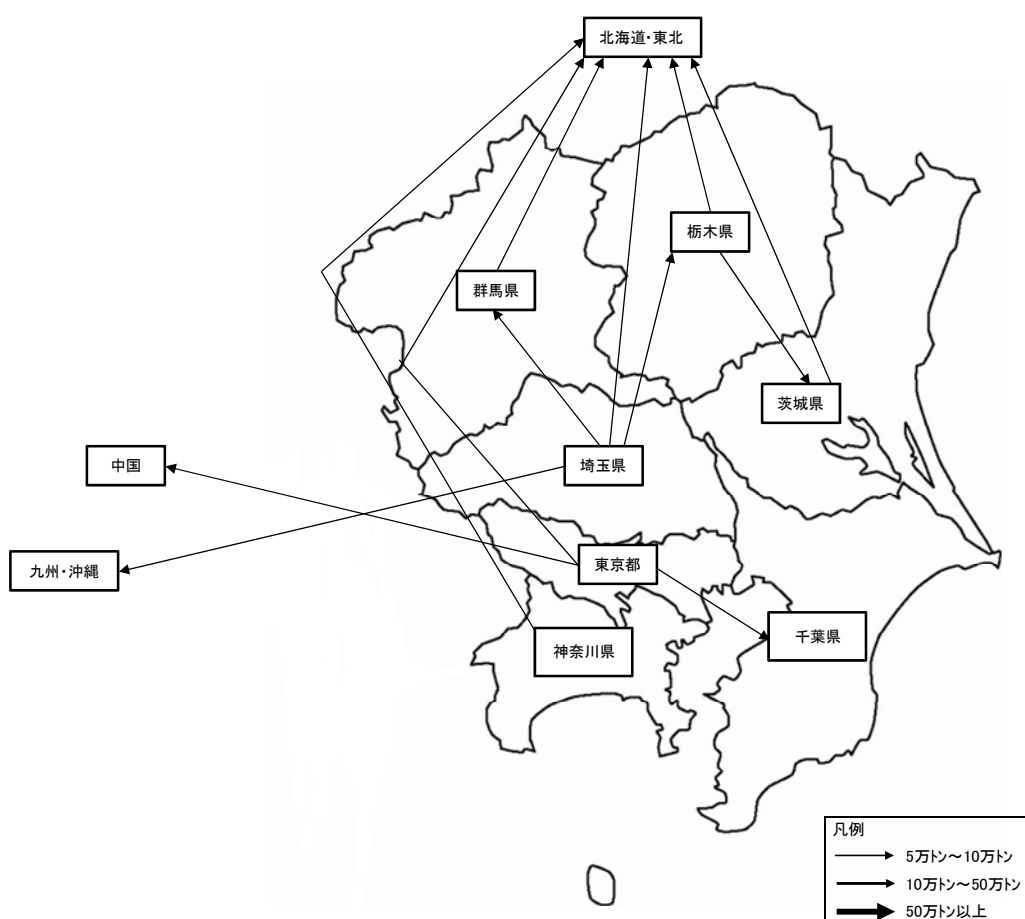 北海道・東北
栃木県
群馬県
茨城県
中国
埼玉県
九州・沖縄
東京都
千葉県
神奈川県
凡例
5万トン～10万トン
10万トン～50万トン
50万トン以上